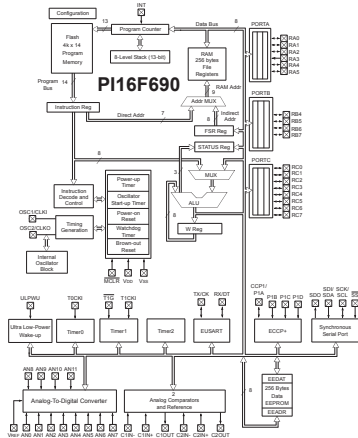 Configuration
INT
13
Data Bus
8
PORTA
Flash
4k x 14
Program
Memory
Program Counter
8-Level Stack (13-bit)
RAM
256 bytes
File
Registers
RA0
RA1
RA2
RA3
RA4
RA5
Program
Bus
14
PI16F690
RAM Addr
9
Addr MUX
Instruction Reg
Direct Addr
7
8
Indirect
Addr
PORTB
RB4
RB5
RB6
RB7
FSR Reg
STATUS Reg
8
PORTC
RC0
RC1
RC2
RC3
RC4
RC5
RC6
RC7
3
MUX
ALU
8
W Reg
Instruction
Decode and
Control
Power-up
Timer
Oscillator
Start-up Timer
Power-on
Reset
Watchdog
Timer
Brown-out
Reset
OSC1/CLKI
OSC2/CLKO
Timing
Generation
Internal
Oscillator
Block
MCLR VDD VSS
ULPWU
T0CKI
T1G T1CKI
TX/CK RX/DT
CCP1/
P1A P1B P1C P1D
SDI/ SCK/
SDO SDA SCL SS
Ultra Low-Power
Wake-up
Timer0
Timer1
Timer2
EUSART
ECCP+
Synchronous
Serial Port
AN8 AN9 AN10 AN11
Analog-To-Digital Converter
2
Analog Comparators
and Reference
8
EEDAT
256 Bytes
Data
EEPROM
EEADR
8
VREF AN0 AN1 AN2 AN3 AN4 AN5 AN6 AN7
C1IN- C1IN+ C1OUT C2IN- C2IN+ C2OUT